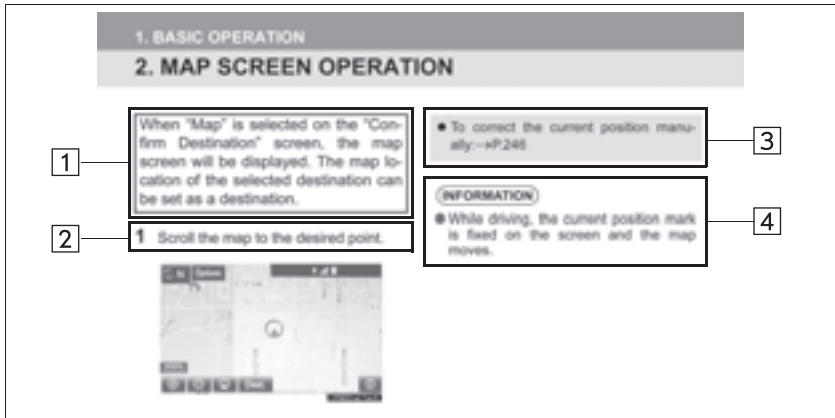 1. BASIC OPERATION
2. MAP SCREEN OPERATION
When "Map" is selected on the "Con-
firm Destination" screen, the map
screen will be displayed. The map lo-
cation of the selected destination can
be set as a destination.
1
2
1 Scroll the map to the desired point.
N Options
Dest.
● To correct the current position manu-
ally:→P.246
3
INFORMATION
● While driving, the current position mark
is fixed on the screen and the map
moves.
4